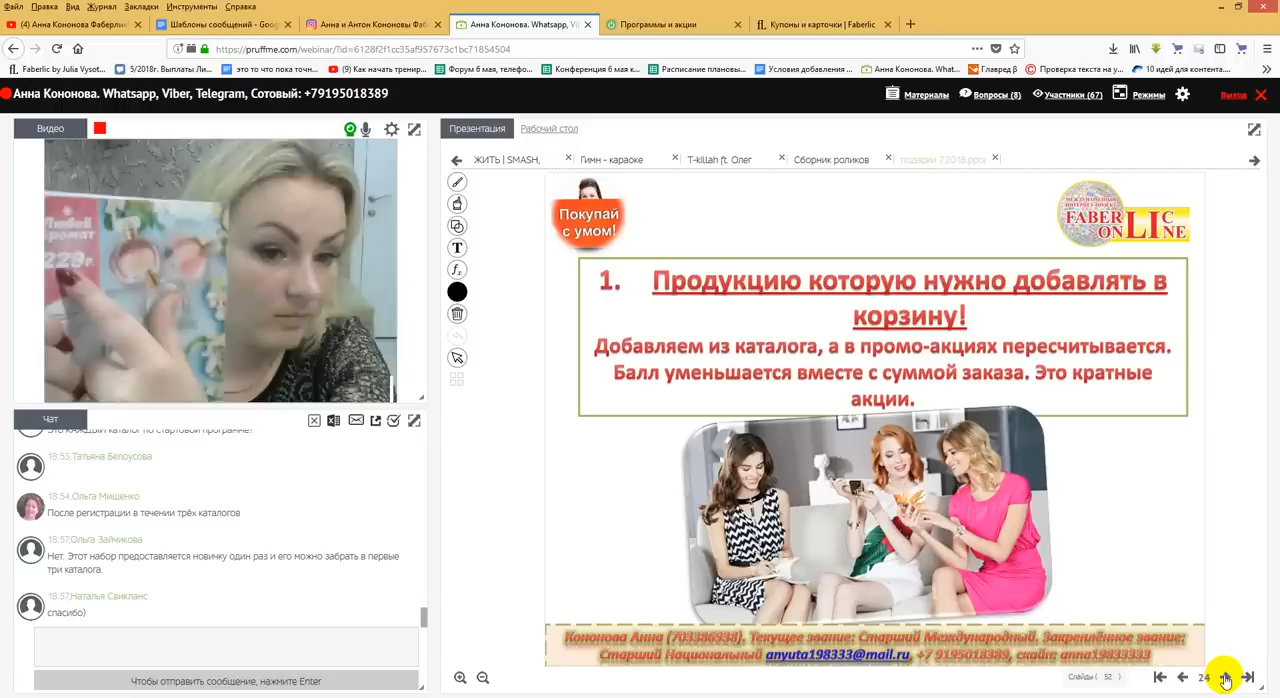 Файл Правка Вид Журнал Закладки Инструменты Справка
(4) Анна Кононова Фаберли
Шаблоны сообщений - Goog
Анна и Антон Кононовы Фаб
Анна Кононова. Whatsapp, Vi
Программы и акции
Купоны и карточки | Faberlic
https://pruffme.com/webinar/?id=6128f2f1cc35af957673c1bc71854504
Faberlic by Julia Vysot...
5/2018г. Выплаты Ли...
это то что пока точн...
(9) Как начать тренир...
Форум 6 мая, телефо...
Конференция 6 мая к...
Расписание плановы...
Условия добавления ...
Анна Кононова. What...
Главред β
Проверка текста на у...
10 идей для контента....
Анна Кононова. Whatsapp, Viber, Telegram, Сотовый: +79195018389
Материалы
Вопросы (8)
Участники (67)
Режимы
Выход
Видео
Презентация
Рабочий стол
ЖИТЬ | SMASH,
Гимн - караоке
T-killah ft. Олег
Сборник роликов
подарки 7,2018.pptx
Любой
аромат
229г.
Покупай
с умом!
FABER LIC
ONLINE
1. Продукцию которую нужно добавлять в
корзину!
Добавляем из каталога, а в промо-акциях пересчитывается.
Балл уменьшается вместе с суммой заказа. Это кратные
акции.
Чат
18:53,Татьяна Белоусова
18:54,Ольга Мищенко
После регистрации в течении трёх каталогов
18:57,Ольга Зайчикова
Нет. Этот набор предоставляется новичку один раз и его можно забрать в первые
три каталога.
18:57,Наталья Свикланс
спасибо)
Чтобы отправить сообщение, нажмите Enter
Кононова Анна (703386938), Текущее звание: Старший Международный, Закреплённое звание:
Старший Национальный anyuta198333@mail.ru, +7 9195018389, скайп: anna19833333
Слайды ( 52 )
24